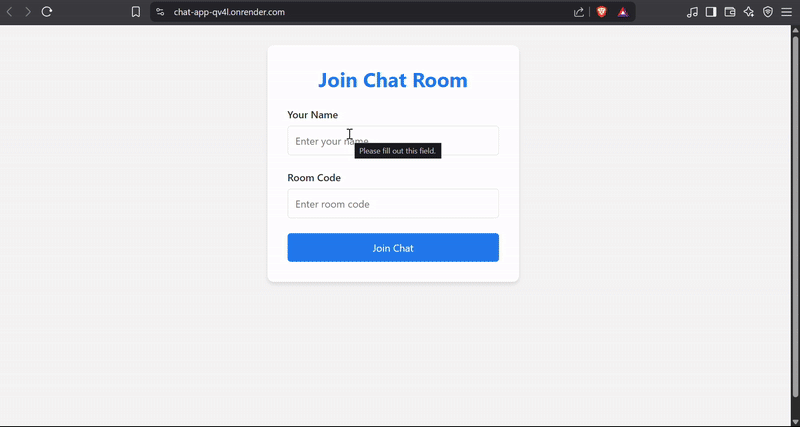 chat-app-qv4l.onrender.com
Join Chat Room
Your Name
Enter your name
Please fill out this field.
Room Code
Enter room code
Join Chat